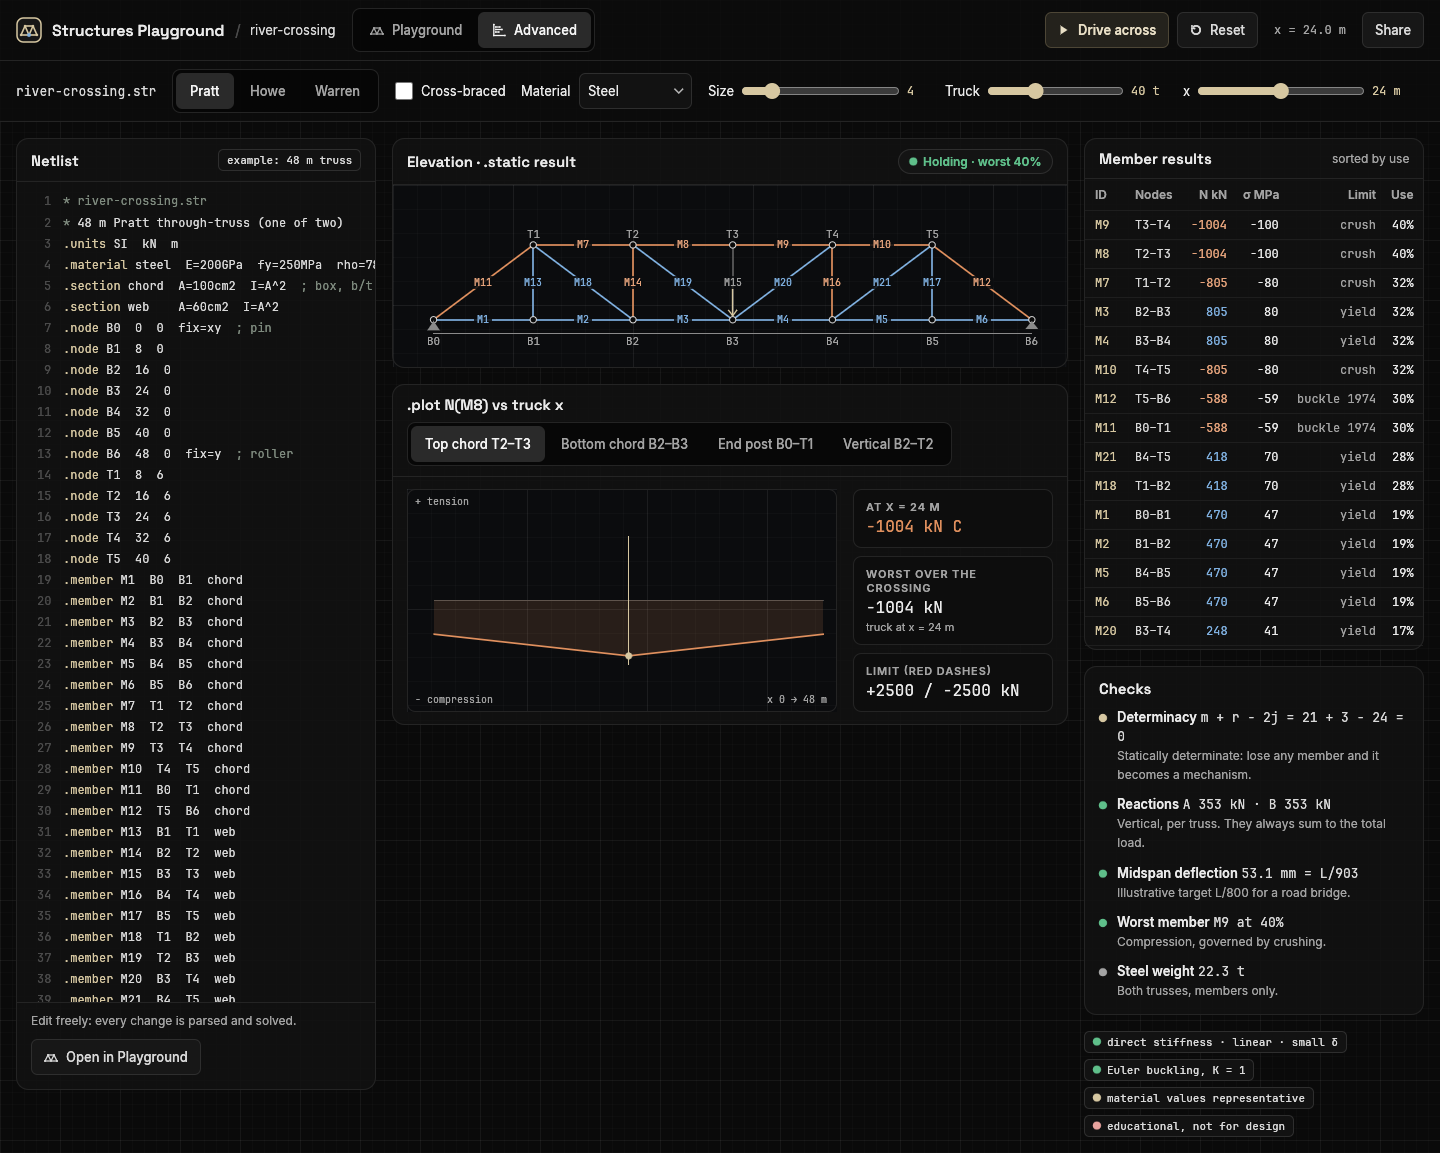 Structures Playground / river-crossing
Playground
Advanced
Drive across
Reset
x = 24.0 m
Share
river-crossing.str
Pratt
Howe
Warren
Cross-braced
Material
Steel
Size
4
Truck
40 t
x
24 m
Netlist
example: 48 m truss
1 * river-crossing.str
2 * 48 m Pratt through-truss (one of two)
3 .units SI kN m
4 .material steel E=200GPa fy=250MPa rho=78
5 .section chord A=100cm2 I=A^2 ; box, b/t
6 .section web A=60cm2 I=A^2
7 .node B0 0 0 fix=xy ; pin
8 .node B1 8 0
9 .node B2 16 0
10 .node B3 24 0
11 .node B4 32 0
12 .node B5 40 0
13 .node B6 48 0 fix=y ; roller
14 .node T1 8 6
15 .node T2 16 6
16 .node T3 24 6
17 .node T4 32 6
18 .node T5 40 6
19 .member M1 B0 B1 chord
20 .member M2 B1 B2 chord
21 .member M3 B2 B3 chord
22 .member M4 B3 B4 chord
23 .member M5 B4 B5 chord
24 .member M6 B5 B6 chord
25 .member M7 T1 T2 chord
26 .member M8 T2 T3 chord
27 .member M9 T3 T4 chord
28 .member M10 T4 T5 chord
29 .member M11 B0 T1 chord
30 .member M12 T5 B6 chord
31 .member M13 B1 T1 web
32 .member M14 B2 T2 web
33 .member M15 B3 T3 web
34 .member M16 B4 T4 web
35 .member M17 B5 T5 web
36 .member M18 T1 B2 web
37 .member M19 T2 B3 web
38 .member M20 B3 T4 web
39 .member M21 B4 T5 web
Edit freely: every change is parsed and solved.
Open in Playground
Elevation · .static result
Holding · worst 40%
T1 T2 T3 T4 T5
M7 M8 M9 M10
M11 M13 M18 M14 M19 M15 M20 M16 M21 M17 M12
M1 M2 M3 M4 M5 M6
B0 B1 B2 B3 B4 B5 B6
.plot N(M8) vs truck x
Top chord T2–T3
Bottom chord B2–B3
End post B0–T1
Vertical B2–T2
+ tension
- compression
x 0 → 48 m
AT X = 24 M
-1004 kN C
WORST OVER THE
CROSSING
-1004 kN
truck at x = 24 m
LIMIT (RED DASHES)
+2500 / -2500 kN
Member results
sorted by use
ID Nodes N kN σ MPa Limit Use
M9 T3–T4 -1004 -100 crush 40%
M8 T2–T3 -1004 -100 crush 40%
M7 T1–T2 -805 -80 crush 32%
M3 B2–B3 805 80 yield 32%
M4 B3–B4 805 80 yield 32%
M10 T4–T5 -805 -80 crush 32%
M12 T5–B6 -588 -59 buckle 1974 30%
M11 B0–T1 -588 -59 buckle 1974 30%
M21 B4–T5 418 70 yield 28%
M18 T1–B2 418 70 yield 28%
M1 B0–B1 470 47 yield 19%
M2 B1–B2 470 47 yield 19%
M5 B4–B5 470 47 yield 19%
M6 B5–B6 470 47 yield 19%
M20 B3–T4 248 41 yield 17%
Checks
Determinacy m + r - 2j = 21 + 3 - 24 =
0
Statically determinate: lose any member and it
becomes a mechanism.
Reactions A 353 kN · B 353 kN
Vertical, per truss. They always sum to the total
load.
Midspan deflection 53.1 mm = L/903
Illustrative target L/800 for a road bridge.
Worst member M9 at 40%
Compression, governed by crushing.
Steel weight 22.3 t
Both trusses, members only.
direct stiffness · linear · small δ
Euler buckling, K = 1
material values representative
educational, not for design